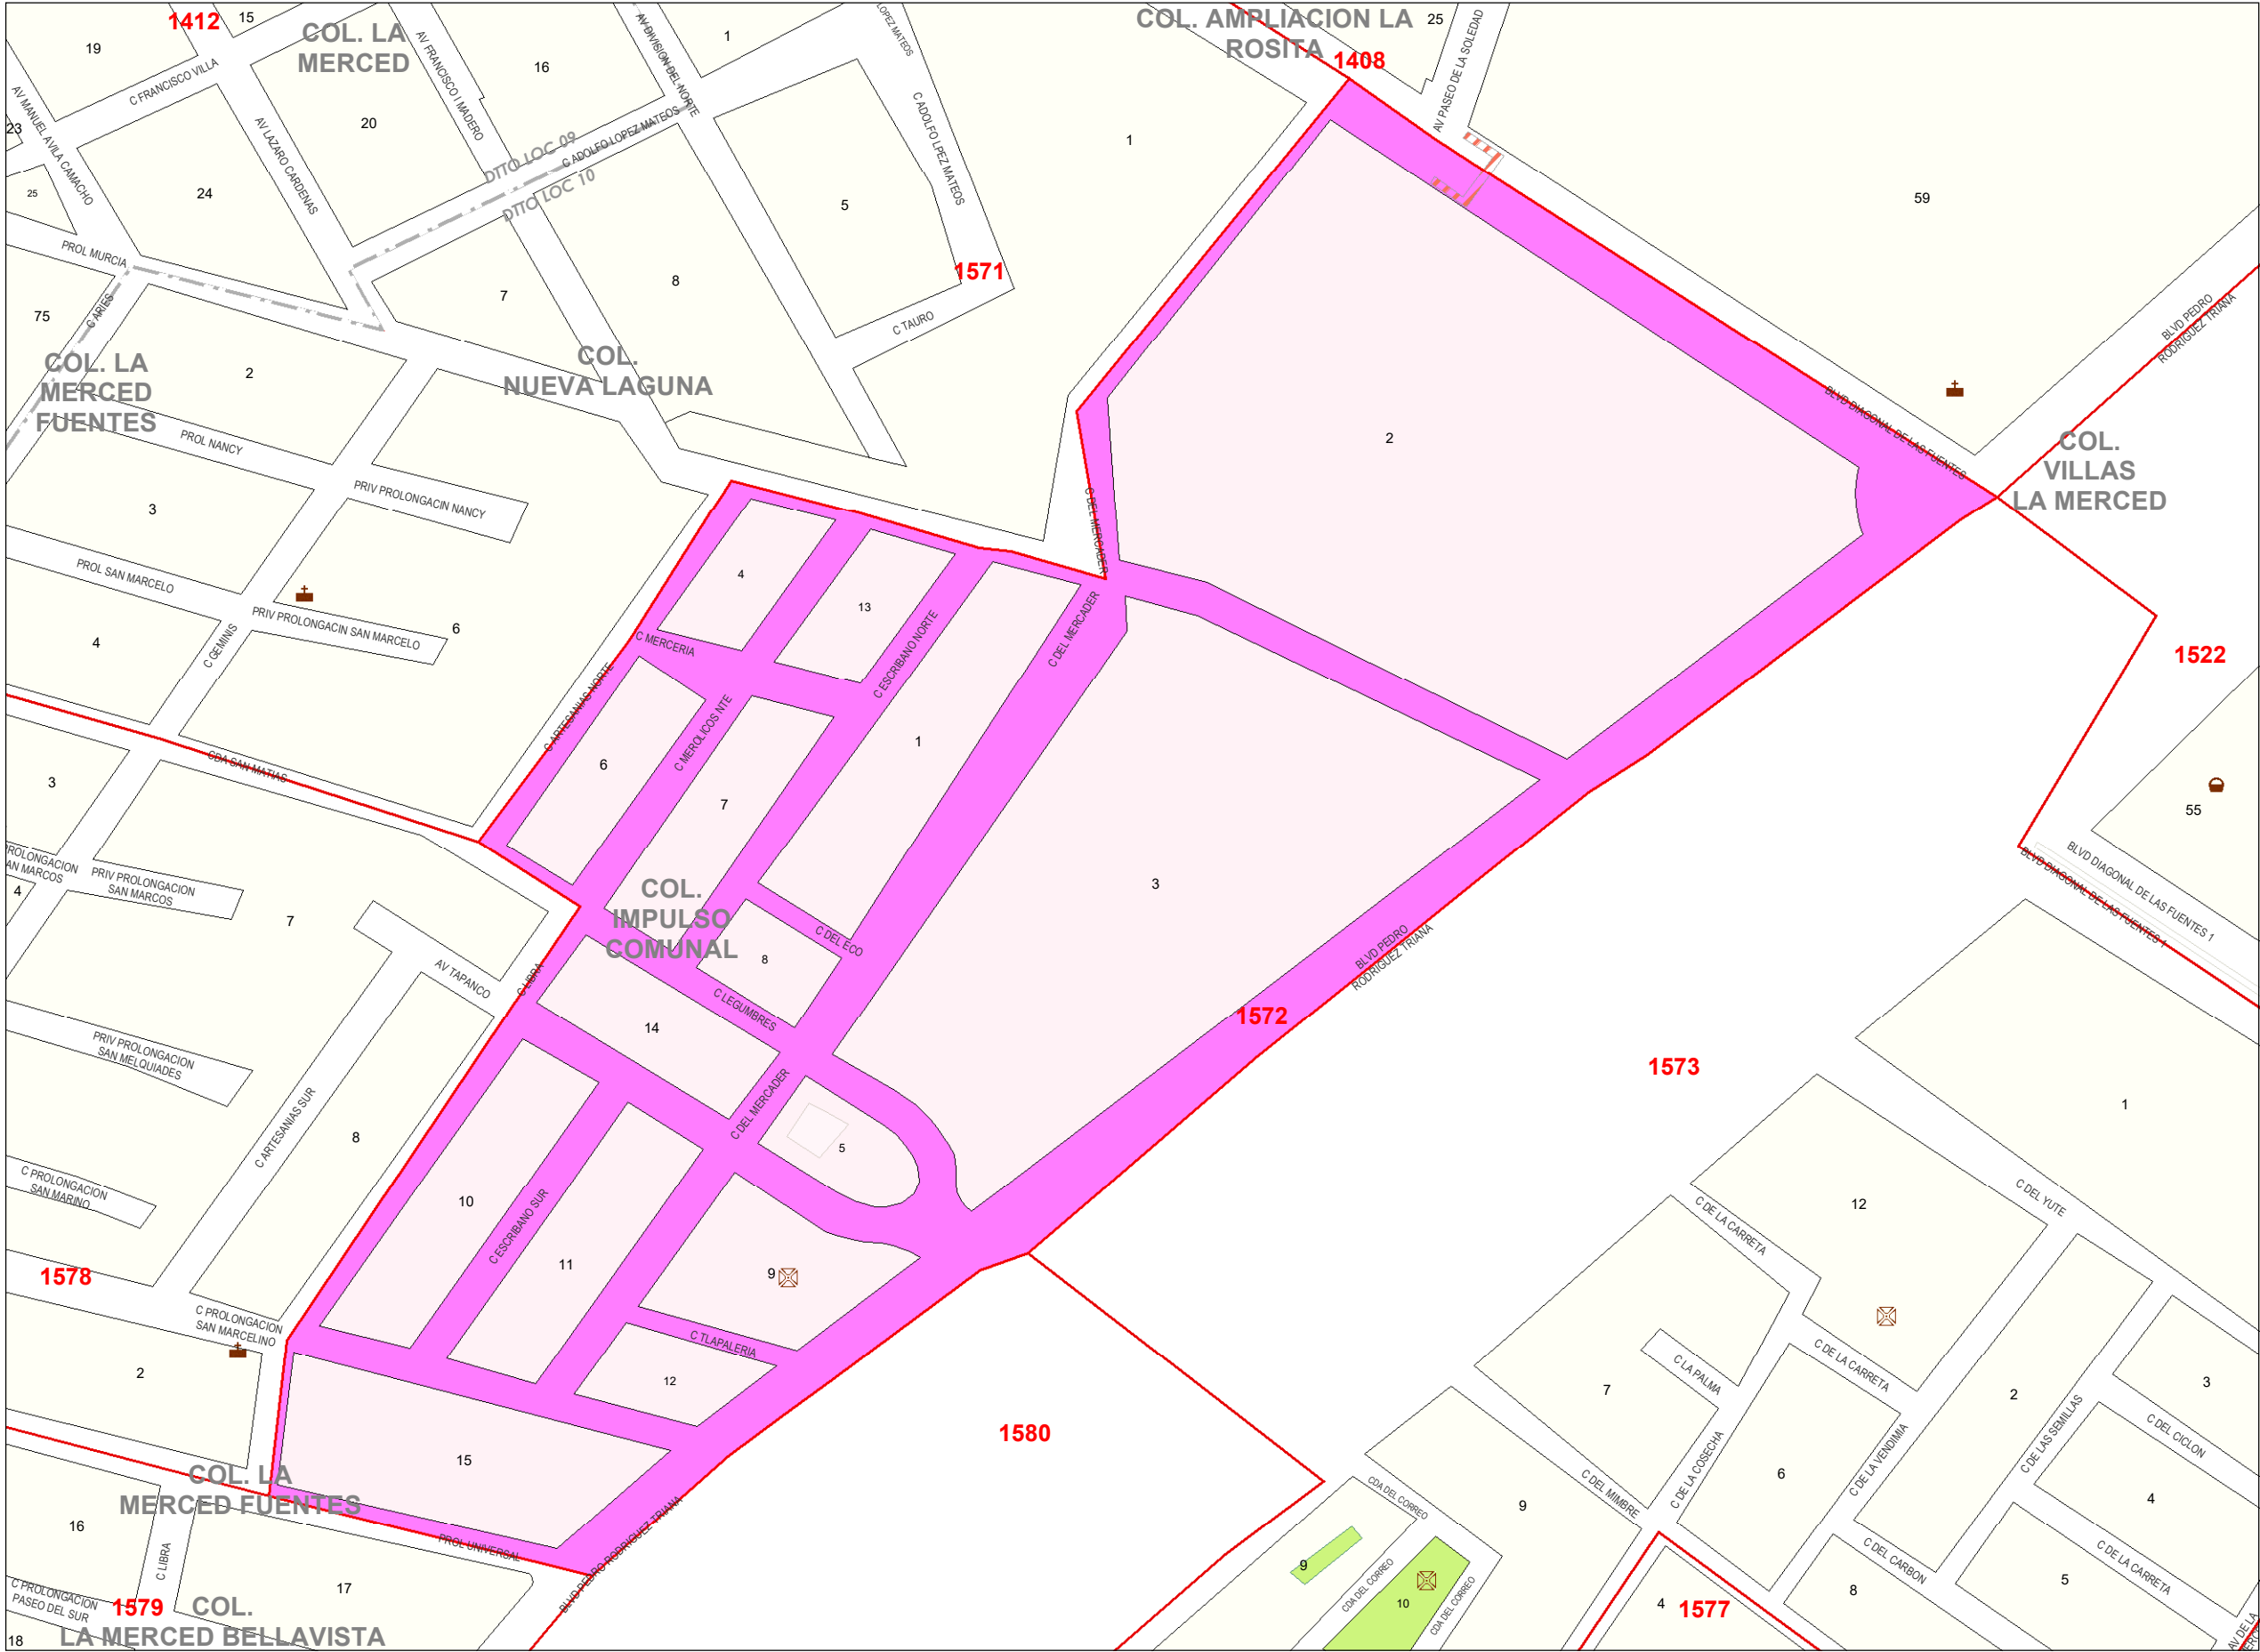 1412
15
COL. LA
MERCED
19
C FRANCISCO VILLA
AV MANUEL AVILA CAMACHO
23
25
24
AV LAZARO CARDENAS
20
AV FRANCISCO I MADERO
16
AV DIVISION DEL NORTE
1
LOPEZ MATEOS
C ADOLFO LOPEZ MATEOS
DTTO LOC 09
DTTO LOC 10
C ADOLFO LPEZ MATEOS
5
1
COL. AMPLIACION LA
ROSITA
25
1408
AV PASEO DE LA SOLEDAD
59
PROL MURCIA
75
C ARIES
7
8
1571
C TAURO
BLVD PEDRO
RODRIGUEZ TRIANA
COL. LA
MERCED
FUENTES
2
COL.
NUEVA LAGUNA
PROL NANCY
PRIV PROLONGACIN NANCY
3
2
BLVD DIAGONAL DE LAS FUENTES
COL.
VILLAS
LA MERCED
C DEL MERCADER
PROL SAN MARCELO
PRIV PROLONGACIN SAN MARCELO
6
4
C GEMINIS
4
13
C MERCERIA
C ESCRIBANO NORTE
C DEL MERCADER
C ARTESANIAS NORTE
C MEROLICOS NTE
1522
55
3
CDA SAN MATIAS
6
7
1
BLVD DIAGONAL DE LAS FUENTES 1
BLVD DIAGONAL DE LAS FUENTES 1
PROLONGACION
SAN MARCOS
4
PRIV PROLONGACION
SAN MARCOS
7
COL.
IMPULSO
COMUNAL
3
C DEL ECO
8
BLVD PEDRO
RODRIGUEZ TRIANA
AV TAPANCO
C LIBRA
C LEGUMBRES
14
1572
1573
PRIV PROLONGACION
SAN MELQUIADES
C ARTESANIAS SUR
8
C DEL MERCADER
5
1
C PROLONGACION
SAN MARINO
10
C ESCRIBANO SUR
11
9
12
C DE LA CARRETA
C DEL YUTE
1578
C PROLONGACION
SAN MARCELINO
C TLAPALERIA
12
2
15
7
C LA PALMA
C DE LA CARRETA
2
3
C DE LAS SEMILLAS
C DEL CICLON
C DE LA VENDIMIA
C DE LA COSECHA
6
1580
COL. LA
MERCED FUENTES
16
C LIBRA
PROL UNIVERSAL
BLVD PEDRO RODRIGUEZ TRIANA
CDA DEL CORREO
9
C DEL MIMBRE
4
C DEL CARBON
C DE LA CARRETA
5
8
9
CDA DEL CORREO
10
CDA DEL CORREO
4
1577
C PROLONGACION
PASEO DEL SUR
1579
17
COL.
LA MERCED BELLAVISTA
18
AV DE LA